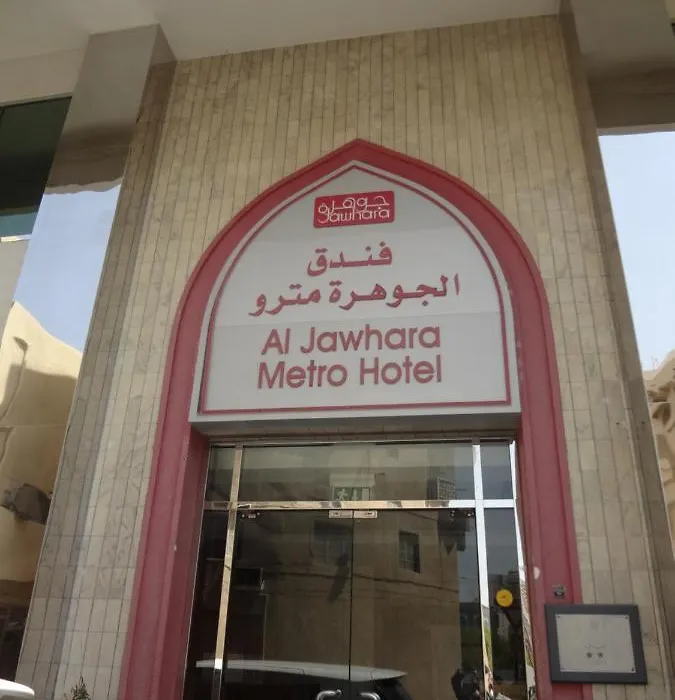 جوهرة
Jawhara
فندق
الجوهرة مترو
Al Jawhara
Metro Hotel